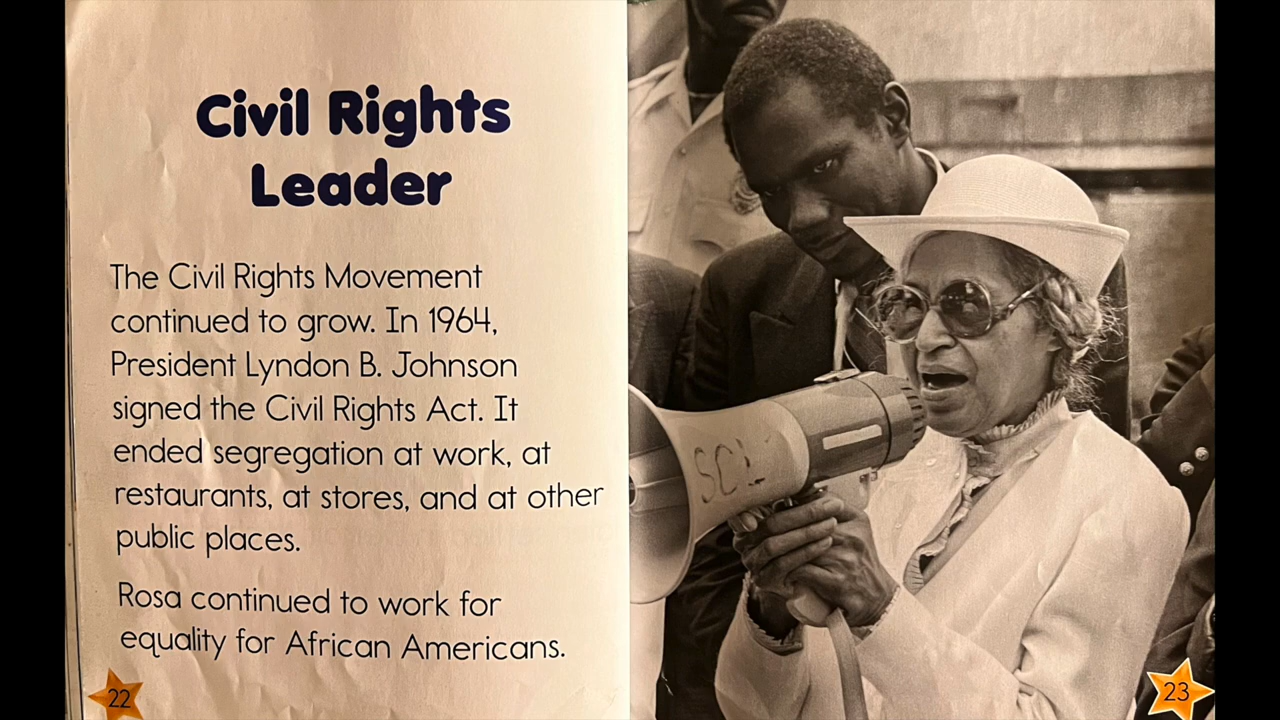 Civil Rights
Leader
The Civil Rights Movement
continued to grow. In 1964,
President Lyndon B. Johnson
signed the Civil Rights Act. It
ended segregation at work, at
restaurants, at stores, and at other
public places.
Rosa continued to work for
equality for African Americans.
22
SCL
23